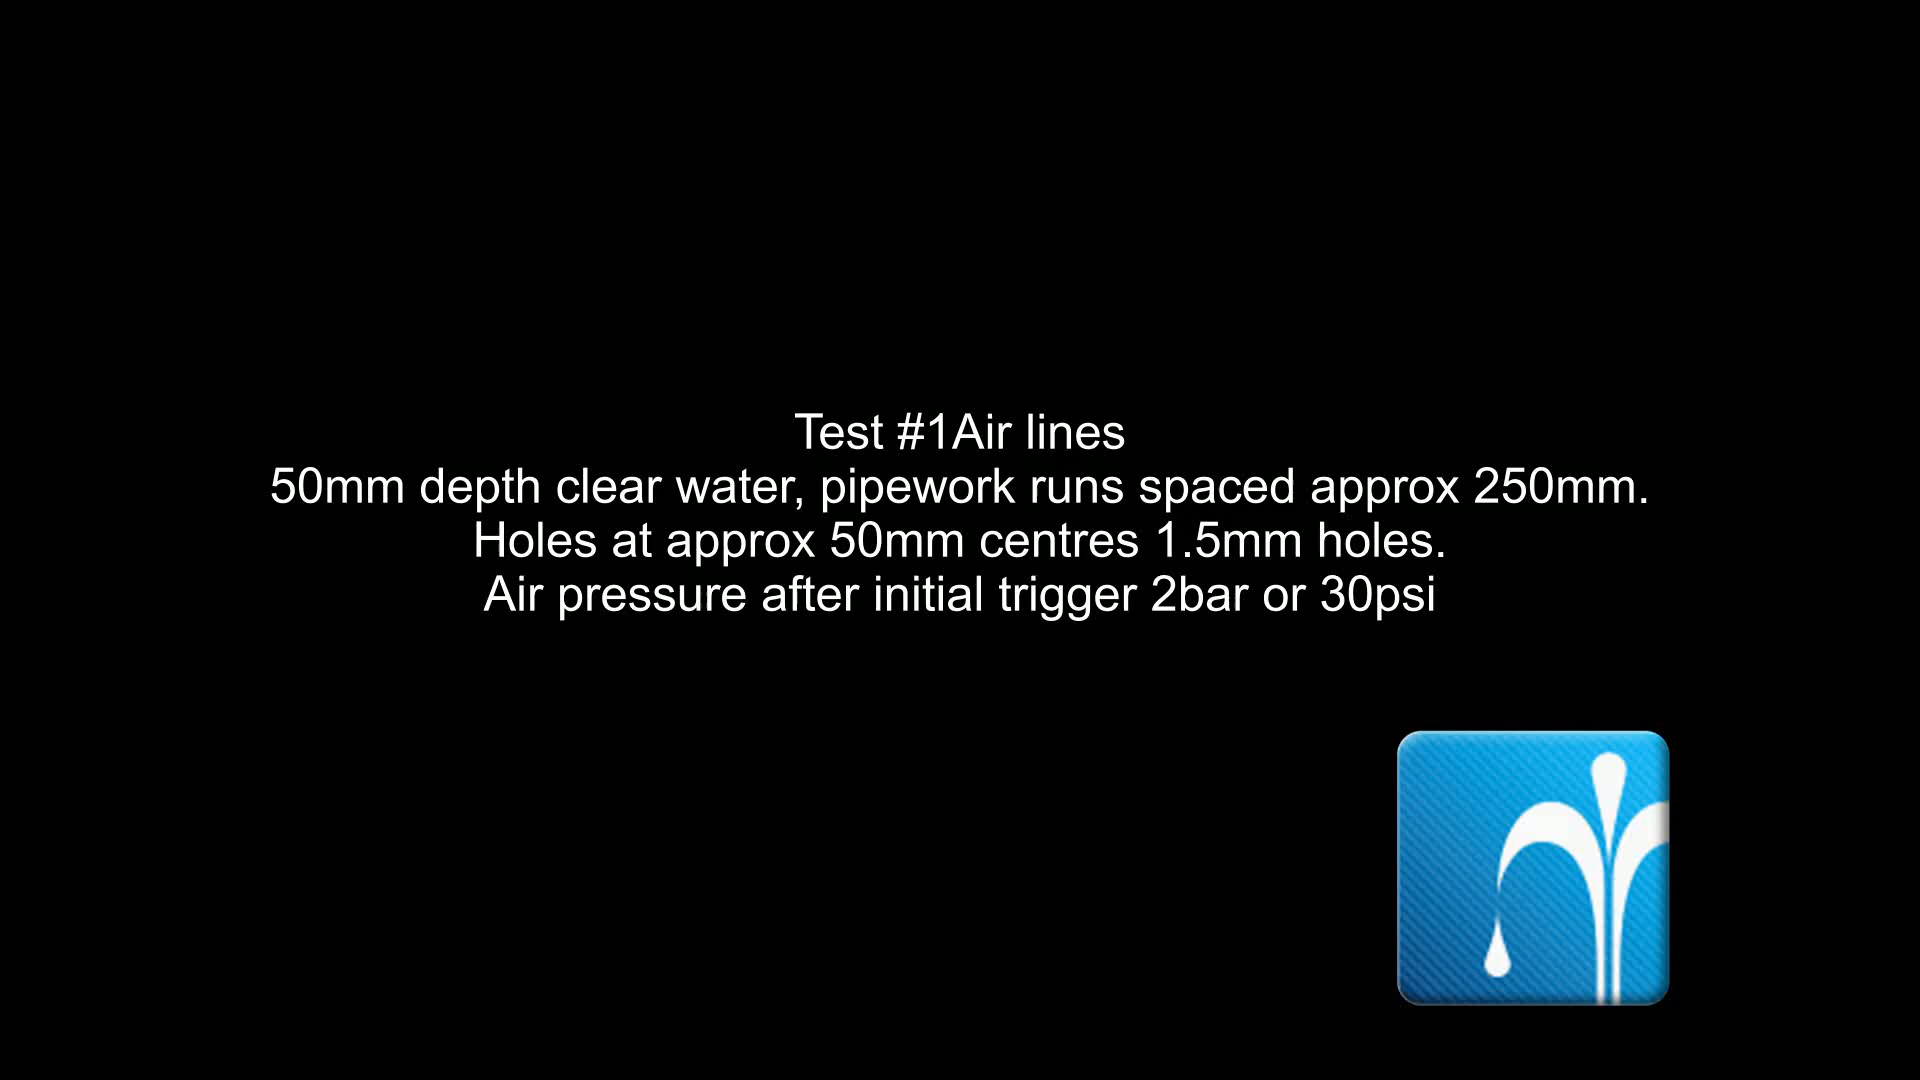 Test #1Air lines
50mm depth clear water, pipework runs spaced approx 250mm.
Holes at approx 50mm centres 1.5mm holes.
Air pressure after initial trigger 2bar or 30psi